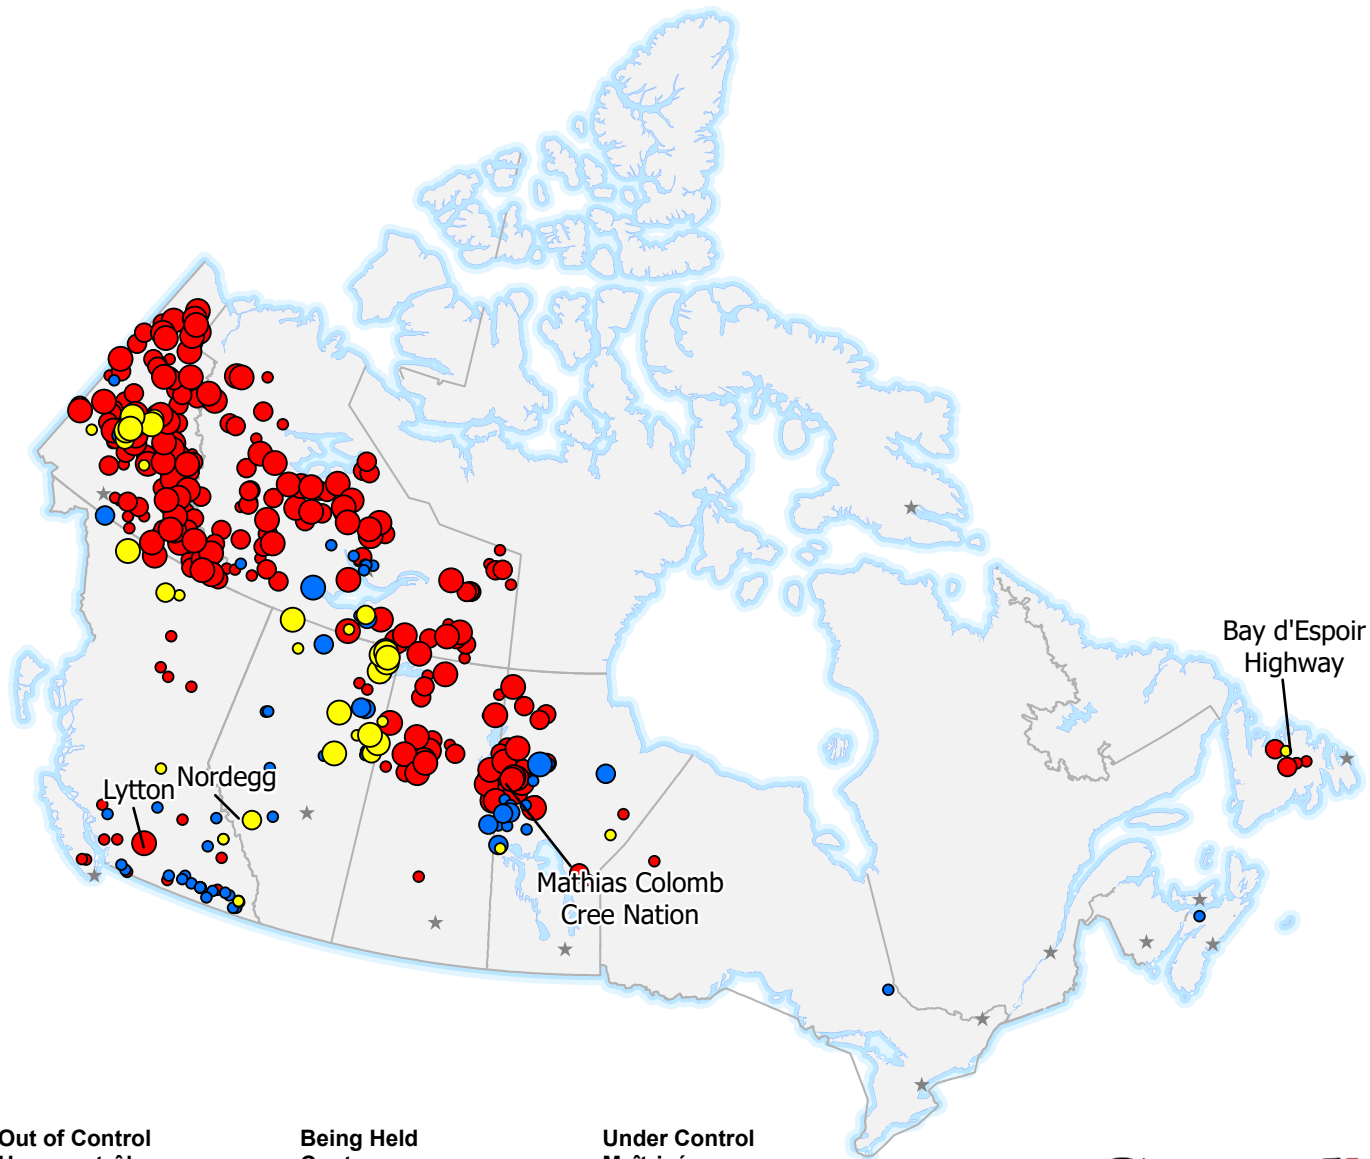 Bay d'Espoir
Highway
Nordegg
Lytton
Mathias Colomb
Cree Nation
Out of Control
Being Held
Under Control